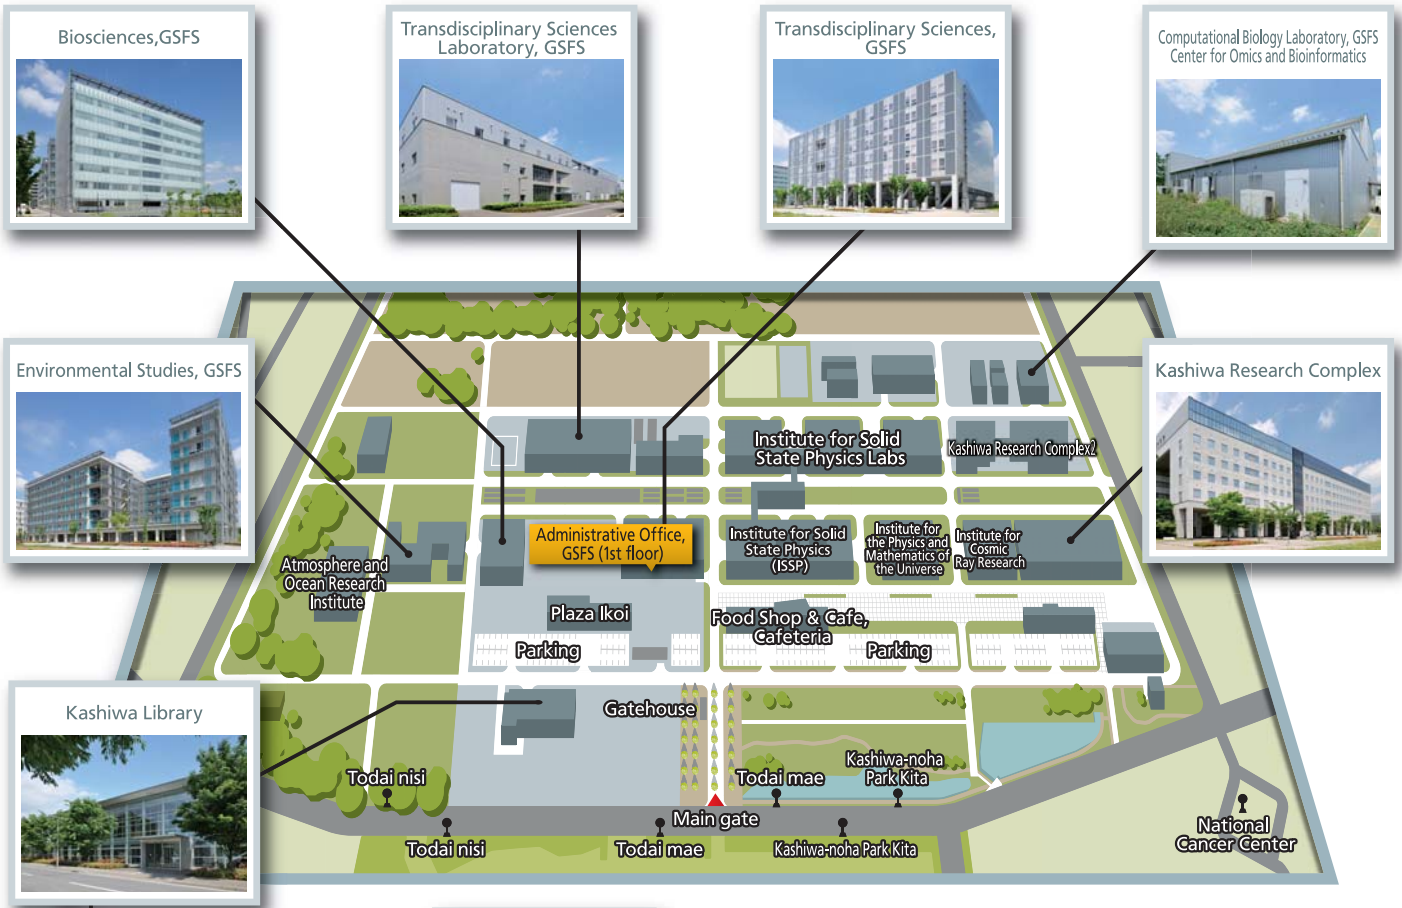 Biosciences,GSFS
Transdisciplinary Sciences
Laboratory, GSFS
Transdisciplinary Sciences,
GSFS
Computational Biology Laboratory, GSFS
Center for Omics and Bioinformatics
Environmental Studies, GSFS
Kashiwa Research Complex
Institute for Solid
State Physics Labs
Kashiwa Research Complex2
Administrative Office,
GSFS (1st floor)
Institute for Solid
State Physics
(ISSP)
Institute for
the Physics and
Mathematics of
the Universe
Institute for
Cosmic
Ray Research
Atmosphere and
Ocean Research
Institute
Plaza Ikoi
Food Shop & Cafe,
Cafeteria
Parking
Parking
Kashiwa Library
Gatehouse
Todai nisi
Todai mae
Kashiwa-noha
Park Kita
Main gate
Todai nisi
Todai mae
Kashiwa-noha Park Kita
National
Cancer Center